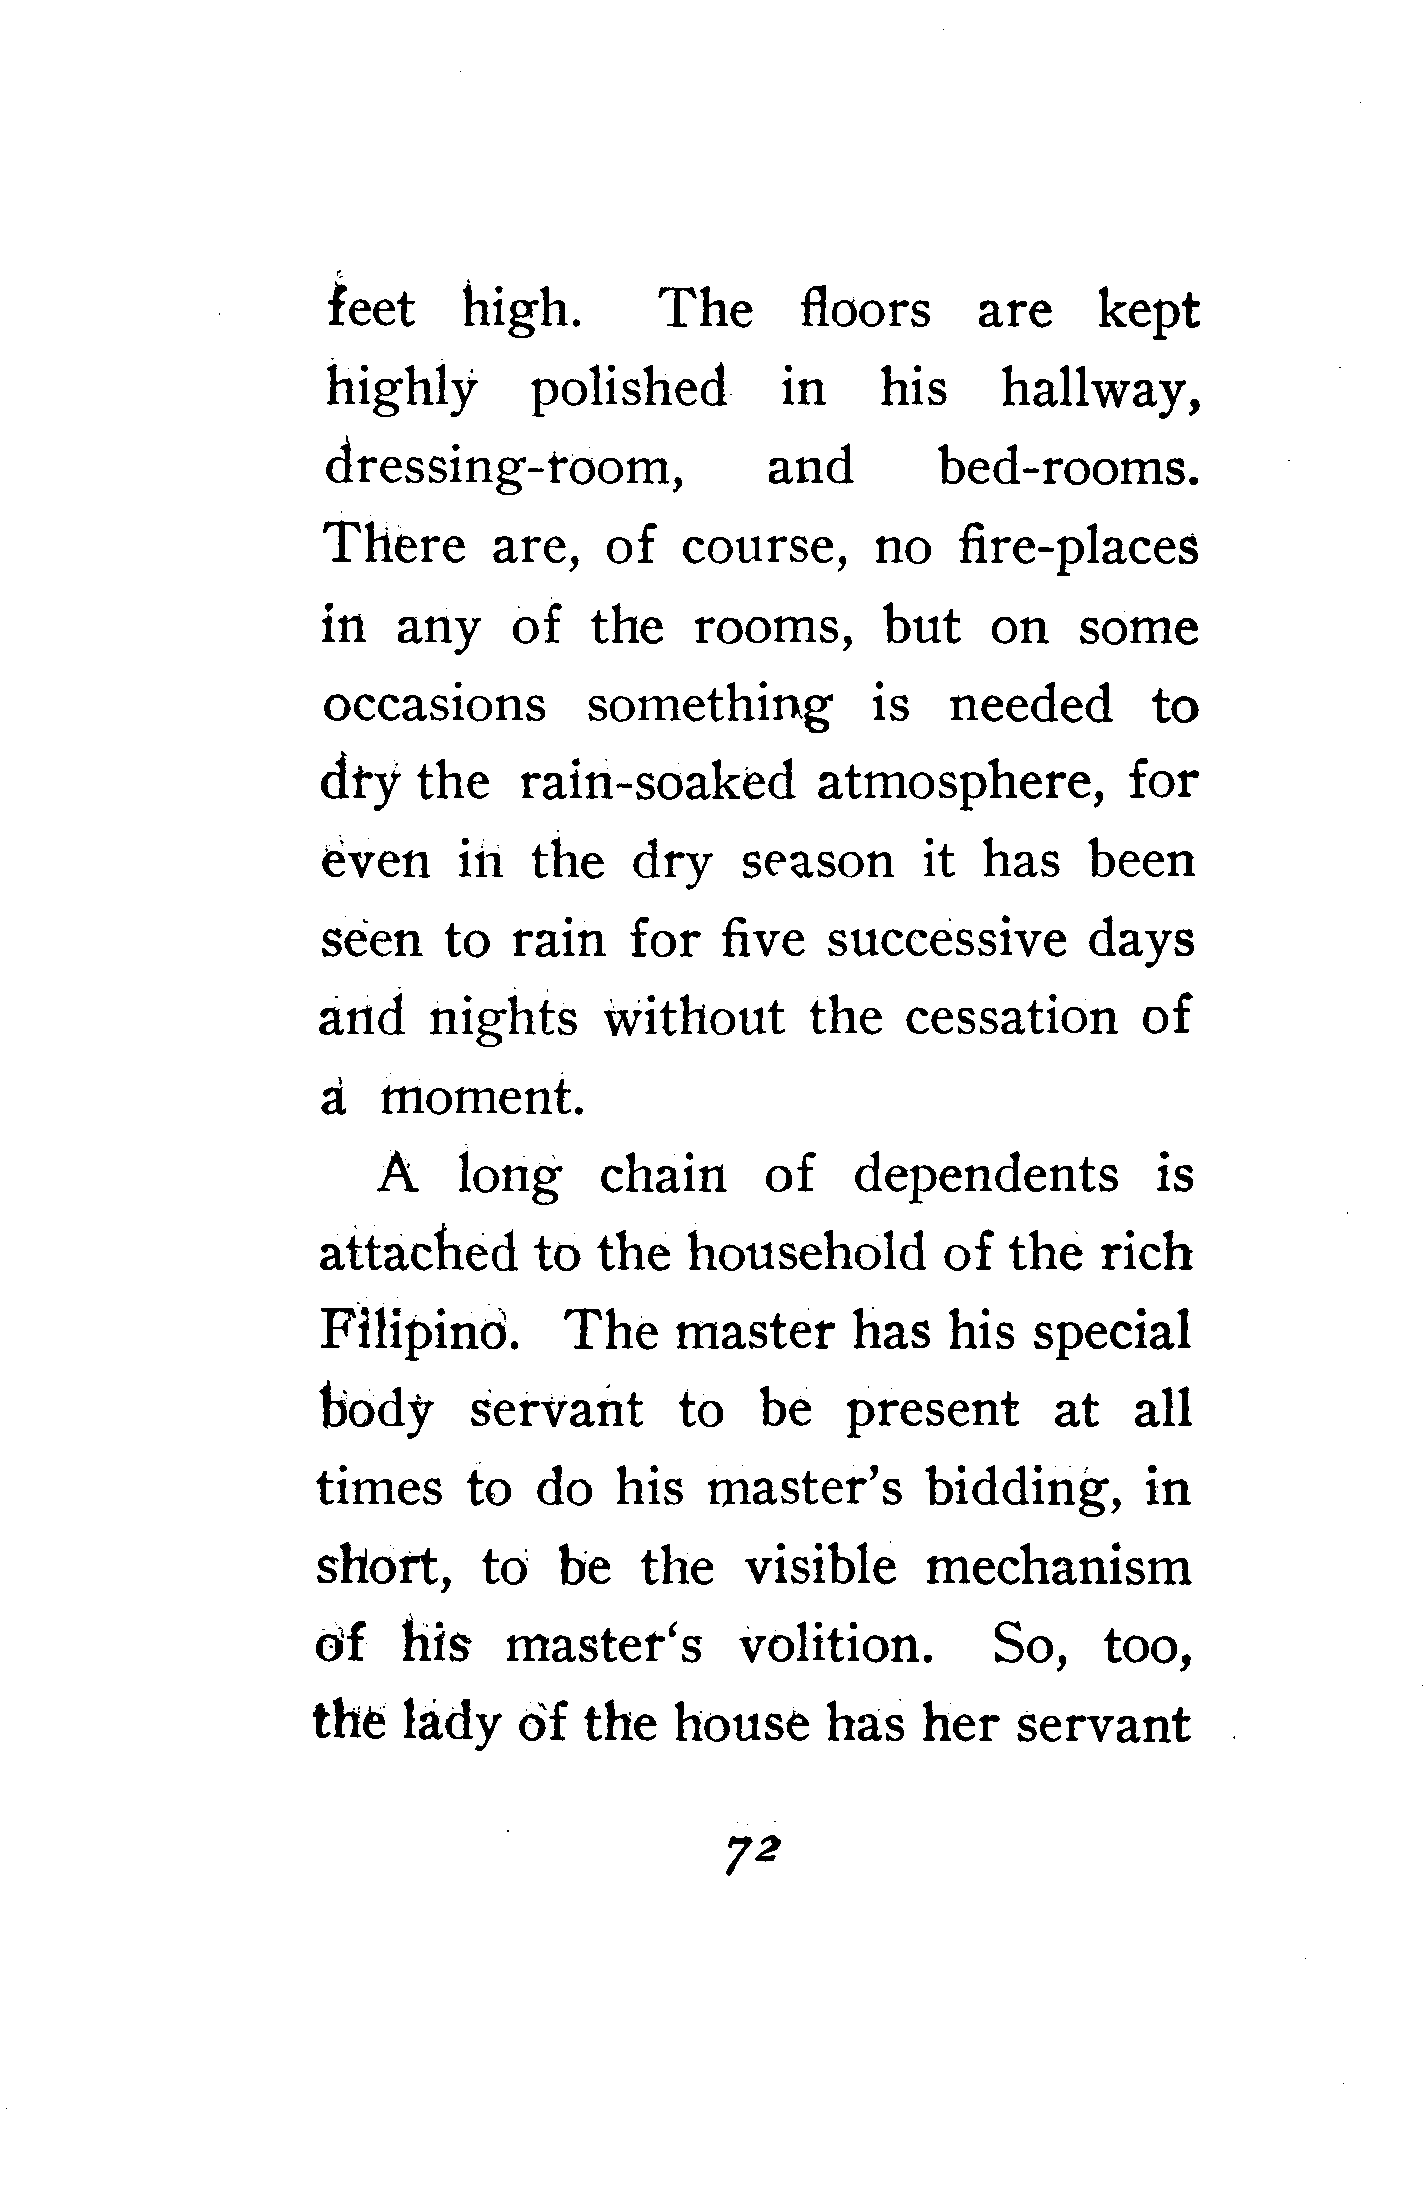 feet high. The floors are kept
highly polished in his hallway,
dressing-room, and bed-rooms.
There are, of course, no fire-places
in any of the rooms, but on some
occasions something is needed to
dry the rain-soaked atmosphere, for
even in the dry season it has been
seen to rain for five successive days
and nights without the cessation of
a moment.
A long chain of dependents is
attached to the household of the rich
Filipino. The master has his special
body servant to be present at all
times to do his master's bidding, in
short, to be the visible mechanism
of his master‘s volition. So, too,
the lady of the house has her servant
72